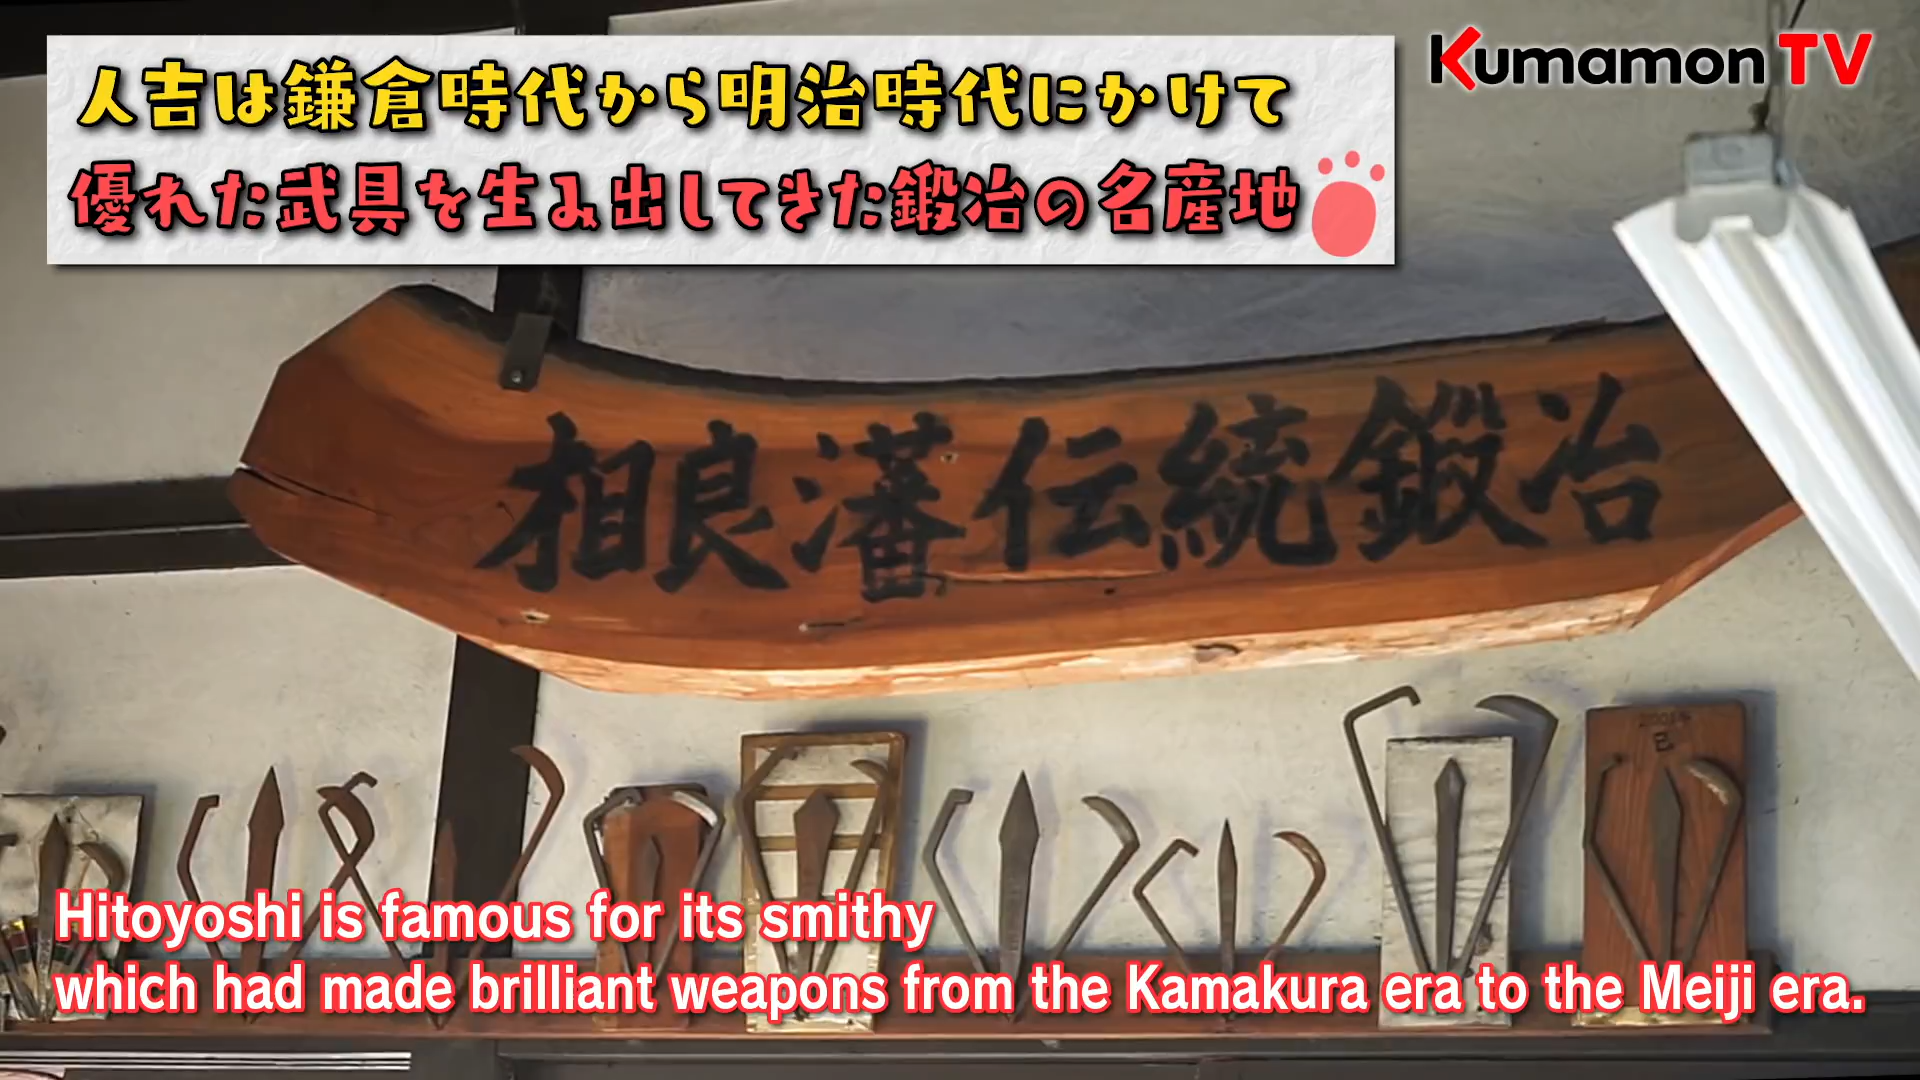 人吉は鎌倉時代から明治時代にかけて
優れた武具を生み出してきた鍛冶の名産地
Kumamon TV
相良藩伝統鍛冶
巳
Hitoyoshi is famous for its smithy
which had made brilliant weapons from the Kamakura era to the Meiji era.